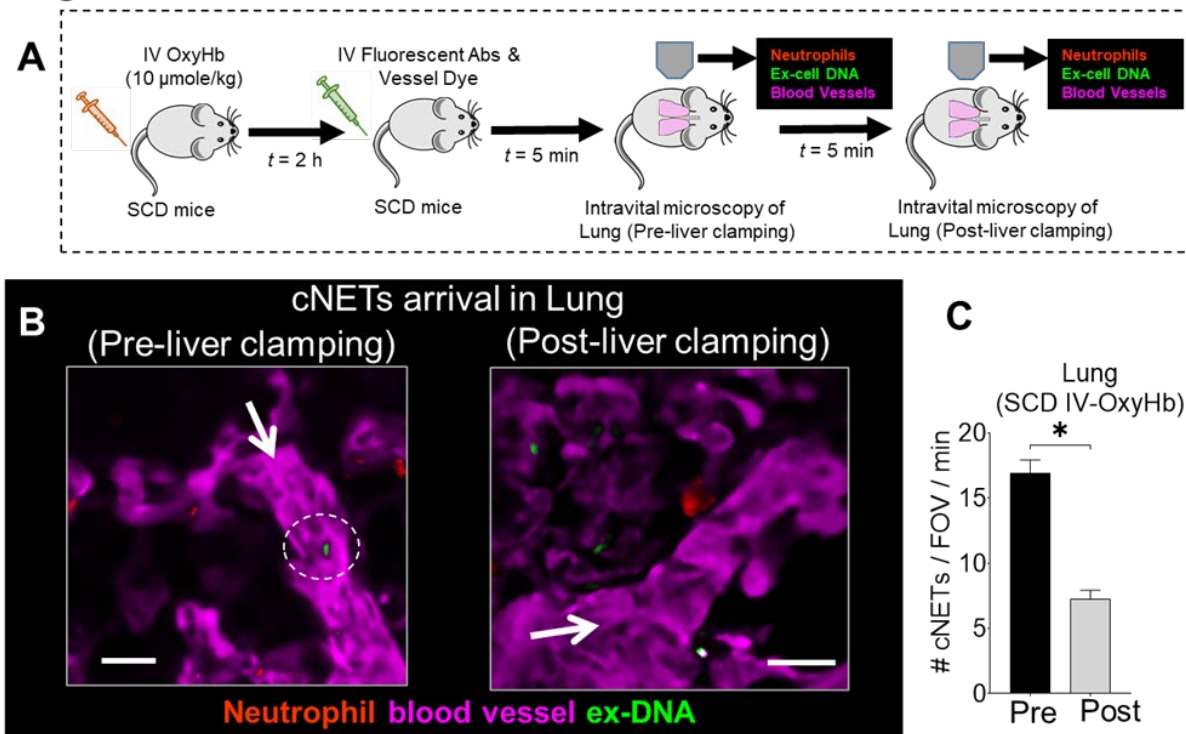 A
IV OxyHb
(10 µmole/kg)
SCD mice
t = 2 h
IV Fluorescent Abs &
Vessel Dye
SCD mice
t = 5 min
Neutrophils
Ex-cell DNA
Blood Vessels
Intravital microscopy of
Lung (Pre-liver clamping)
t = 5 min
Neutrophils
Ex-cell DNA
Blood Vessels
Intravital microscopy of
Lung (Post-liver clamping)
B
cNETs arrival in Lung
(Pre-liver clamping)
(Post-liver clamping)
Neutrophil blood vessel ex-DNA
C
Lung
(SCD IV-OxyHb)
*
# cNETs / FOV / min
20
15
10
5
0
Pre Post